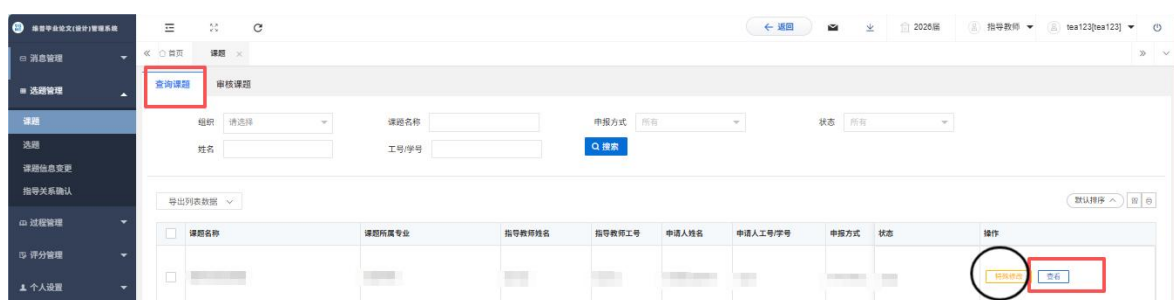 维普毕业论文(设计)管理系统
返回 2026届 指导教师 tea123[tea123]
消息管理 首页 课题
选题管理 查询课题 审核课题
课题 组织 请选择 课题名称 申报方式 所有 状态 所有
选题 姓名 工号/学号 搜索
课题信息变更
指导关系确认 导出列表数据 默认排序
过程管理 课题名称 课题所属专业 指导教师姓名 指导教师工号 申请人姓名 申请人工号/学号 申报方式 状态 操作
评分管理
特殊修改 查看
个人设置